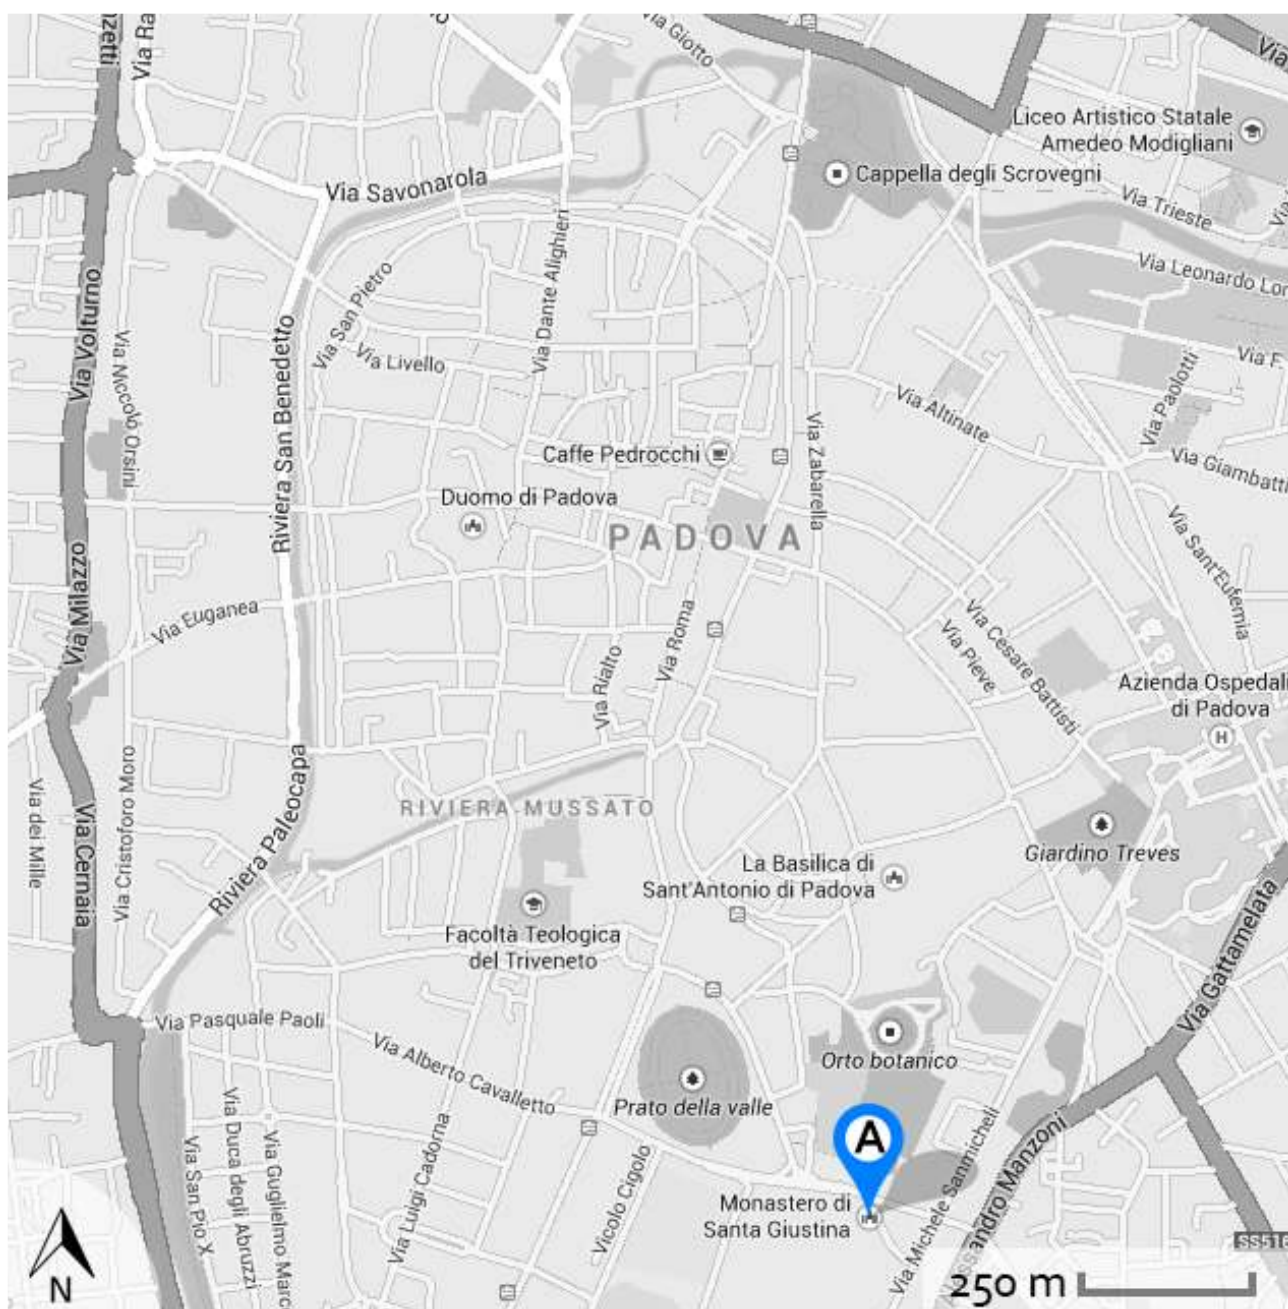 nzetti
Via Ra
Via Giotto
Via
Liceo Artistico Statale
Amedeo Modigliani
Cappella degli Scrovegni
Via Savonarola
Via Trieste
Via Leonardo Lor
Via Volturno
Via Niccolò Orsini
Riviera San Benedetto
Via San Pietro
Via Livello
Via Dante Alighieri
Via F.
Via Paolotti
Via Altinate
Via Zabarella
Caffe Pedrocchi
Via Giambatti
Duomo di Padova
PADOVA
Via Sant'Eufemia
Via Milazzo
Via Euganea
Via Roma
Via Rialto
Via Cesare Battisti
Via Pieve
Azienda Ospedali
di Padova
H
Via dei Mille
Via Cernaia
Via Cristoforo Moro
Riviera Paleocapa
RIVIERA MUSSATO
Giardino Treves
La Basilica di
Sant'Antonio di Padova
Facoltà Teologica
del Triveneto
Via Gattamelata
Via Pasquale Paoli
Via Alberto Cavalletto
Orto botanico
Prato della valle
A
Via San Pio X
Via Duca degli Abruzzi
Via Guglielmo Marc
Via Luigi Cadorna
Vicolo Cigolo
Monastero di
Santa Giustina
Via Michele Sanmicheli
essandro Manzoni
SS516
N
250 m